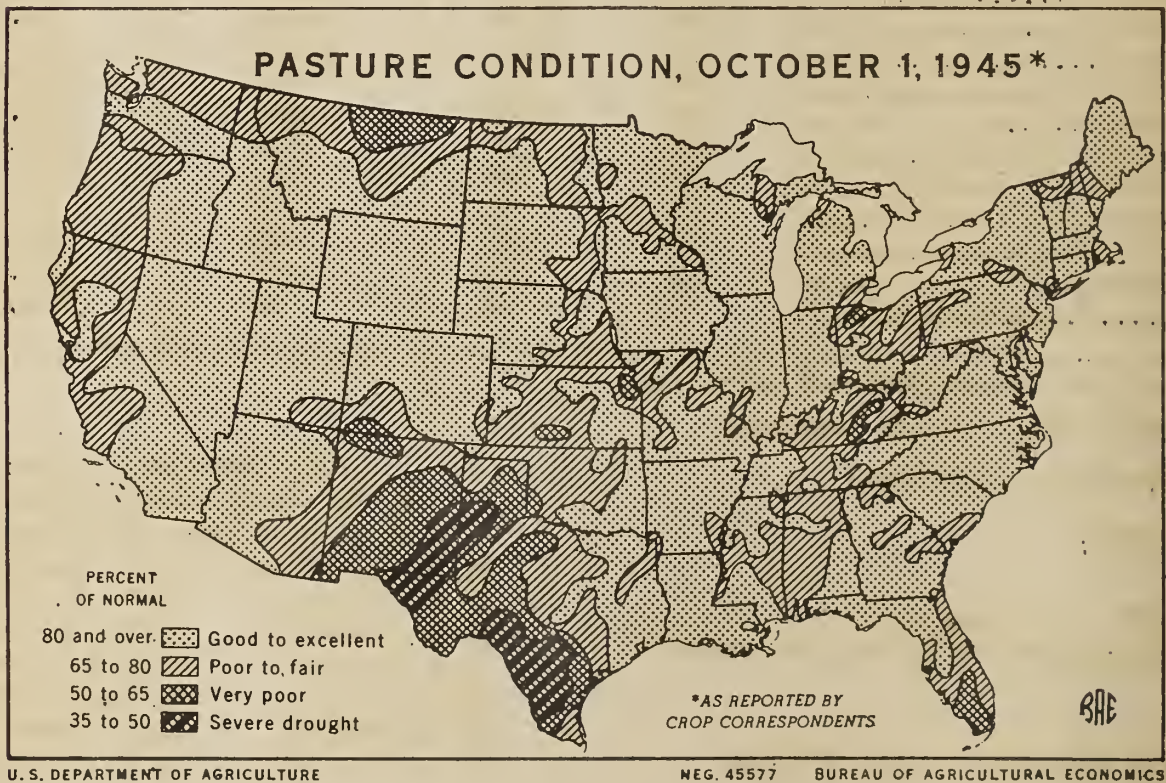 PASTURE CONDITION, OCTOBER 1, 1945*
PERCENT
OF NORMAL
80 and over. Good to excellent
65 to 80 Poor to fair
50 to 65 Very poor
35 to 50 Severe drought
*AS REPORTED BY
CROP CORRESPONDENTS
BAE
U.S. DEPARTMENT OF AGRICULTURE NEG. 45577 BUREAU OF AGRICULTURAL ECONOMICS